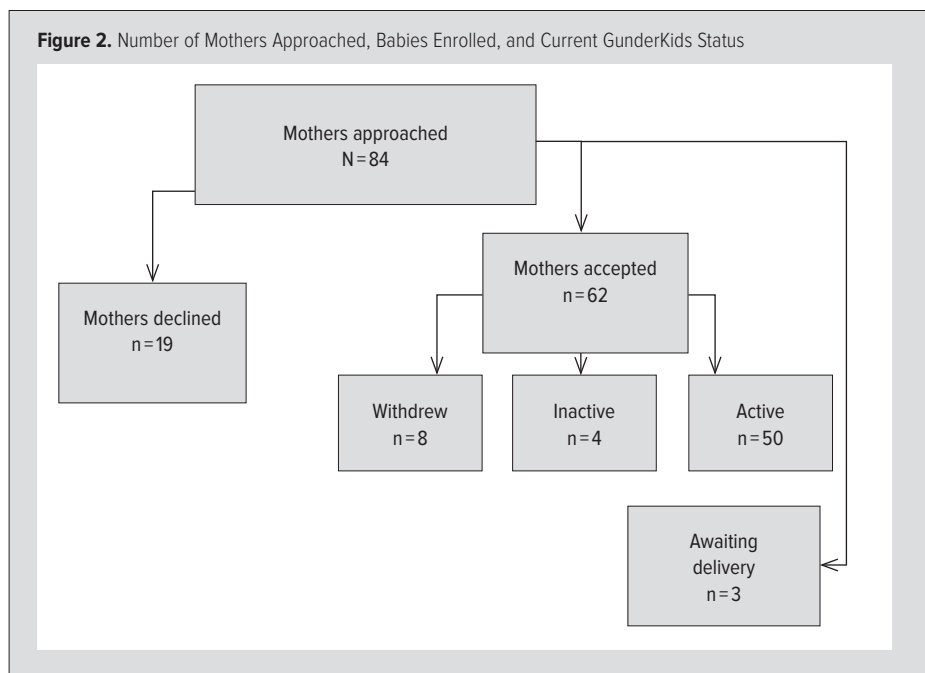 Figure 2. Number of Mothers Approached, Babies Enrolled, and Current GunderKids Status
Mothers approached
N=84
Mothers declined
n=19
Mothers accepted
n=62
Withdrew
n=8
Inactive
n=4
Active
n=50
Awaiting
delivery
n=3